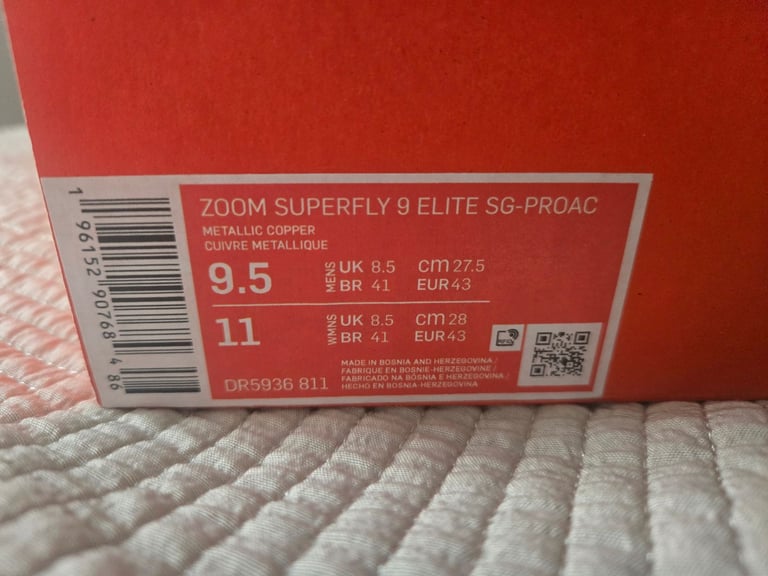 ZOOM SUPERFLY 9 ELITE SG-PROAC
METALLIC COPPER
CUIVRE METALLIQUE
9.5 MENS UK 8.5 cm 27.5
BR 41 EUR 43
11 WMNS UK 8.5 cm 28
BR 41 EUR 43
RFID
DR5936 811
MADE IN BOSNIA AND HERZEGOVINA /
FABRIQUE EN BOSNIE-HERZEGOVINE /
FABRICADO NA BÓSNIA E HERZEGOVINA /
HECHO EN BOSNIA-HERZEGOVINA
1 96152 90768 4 86